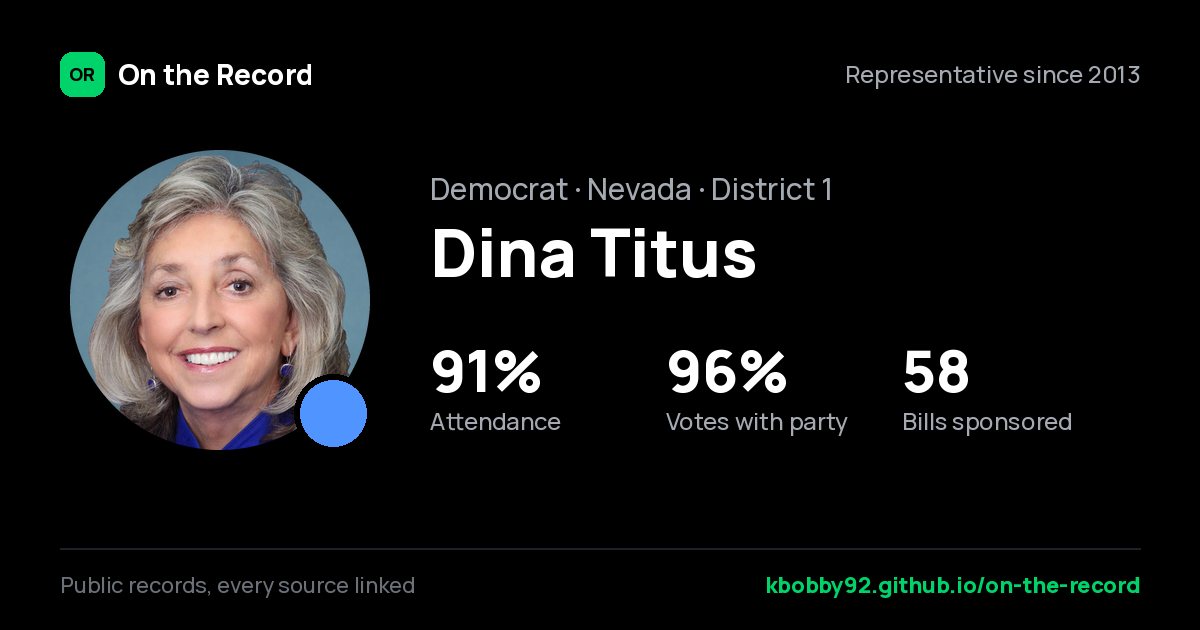 OR On the Record
Representative since 2013
Democrat · Nevada · District 1
Dina Titus
91% 96% 58
Attendance Votes with party Bills sponsored
Public records, every source linked
kbobby92.github.io/on-the-record